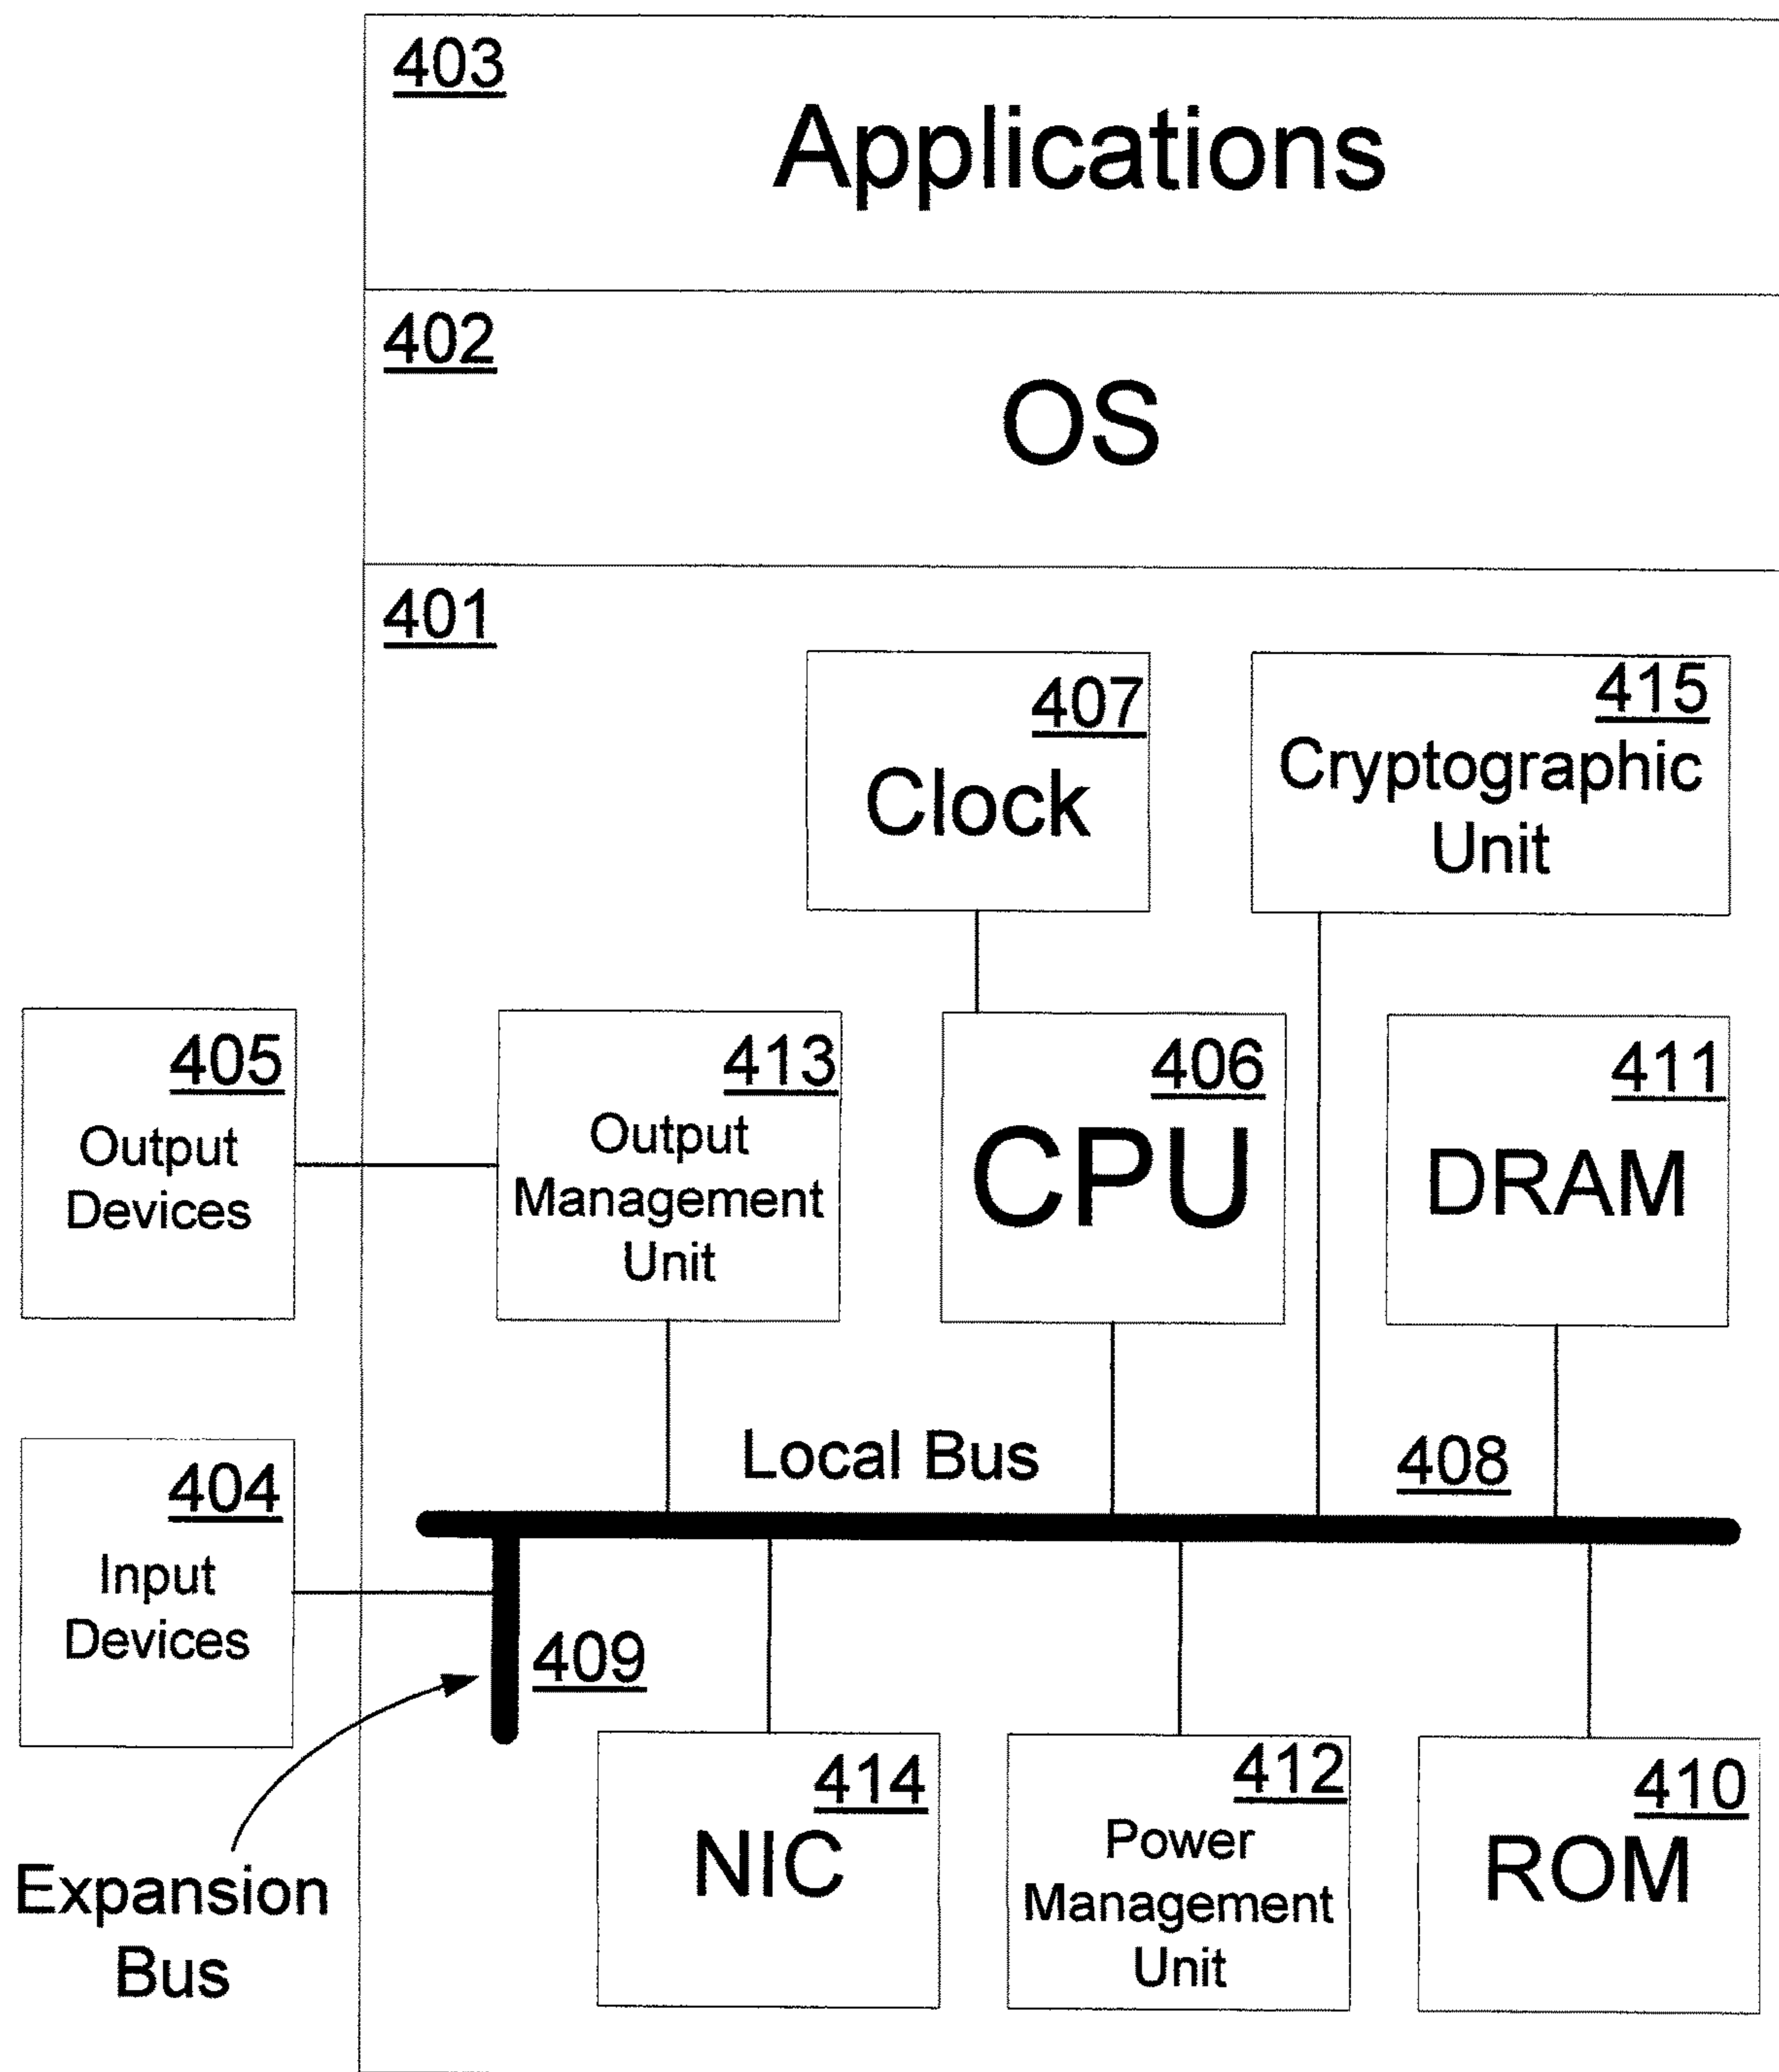 403
Applications
402
OS
401
407
Clock
415
Cryptographic
Unit
405
Output
Devices
413
Output
Management
Unit
406
CPU
411
DRAM
Local Bus
408
404
Input
Devices
409
Expansion
Bus
414
NIC
412
Power
Management
Unit
410
ROM